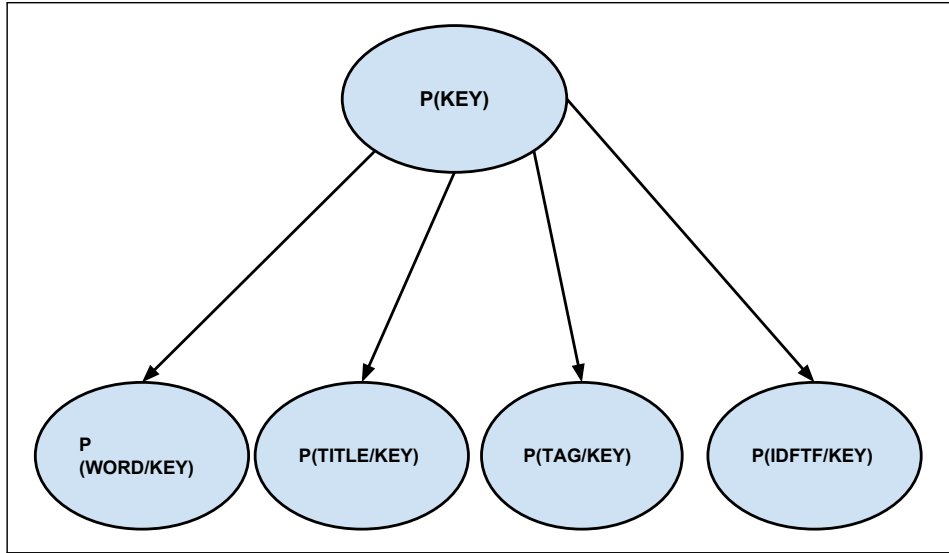 P(KEY)
P
(WORD/KEY)
P(TITLE/KEY)
P(TAG/KEY)
P(IDFTF/KEY)